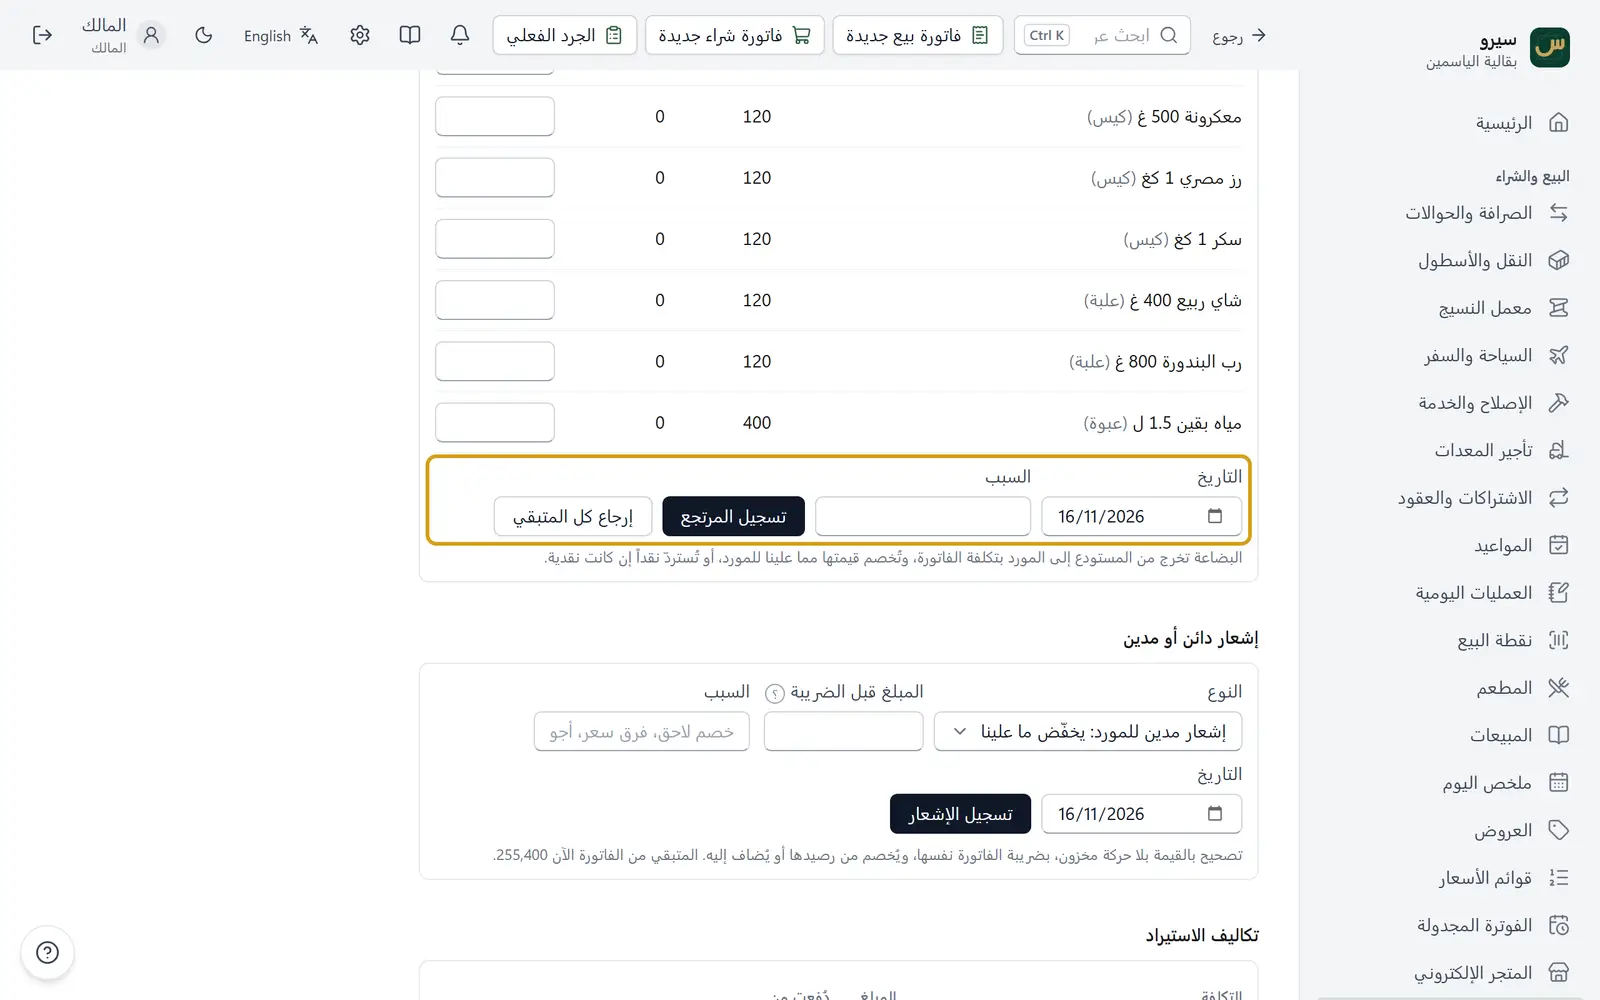 سيرو
بقالية الياسمين
رجوع
ابحث عر
Ctrl K
فاتورة بيع جديدة
فاتورة شراء جديدة
الجرد الفعلي
English
المالك
المالك
الرئيسية
البيع والشراء
الصرافة والحوالات
النقل والأسطول
معمل النسيج
السياحة والسفر
الإصلاح والخدمة
تأجير المعدات
الاشتراكات والعقود
المواعيد
العمليات اليومية
نقطة البيع
المطعم
المبيعات
ملخص اليوم
العروض
قوائم الأسعار
الفوترة المجدولة
المتجر الإلكتروني
معكرونة 500 غ (كيس) 120 0
رز مصري 1 كغ (كيس) 120 0
سكر 1 كغ (كيس) 120 0
شاي ربيع 400 غ (علبة) 120 0
رب البندورة 800 غ (علبة) 120 0
مياه بقين 1.5 ل (عبوة) 400 0
التاريخ السبب
16/11/2026 تسجيل المرتجع إرجاع كل المتبقي
البضاعة تخرج من المستودع إلى المورد بتكلفة الفاتورة، وتُخصم قيمتها مما علينا للمورد، أو تُستردّ نقداً إن كانت نقدية.
إشعار دائن أو مدين
النوع المبلغ قبل الضريبة ؟ السبب
إشعار مدين للمورد: يخفّض ما علينا خصم لاحق، فرق سعر، أجو
التاريخ
16/11/2026 تسجيل الإشعار
تصحيح بالقيمة بلا حركة مخزون، بضريبة الفاتورة نفسها، ويُخصم من رصيدها أو يُضاف إليه. المتبقي من الفاتورة الآن 255,400.
تكاليف الاستيراد
التكلفة المبلغ دُفعت من